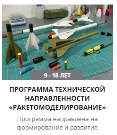 9 - 18 ЛЕТ
ПРОГРАММА ТЕХНИЧЕСКОЙ
НАПРАВЛЕННОСТИ
«РАКЕТОМОДЕЛИРОВАНИЕ»
Программа направлена на
формирование и развитие